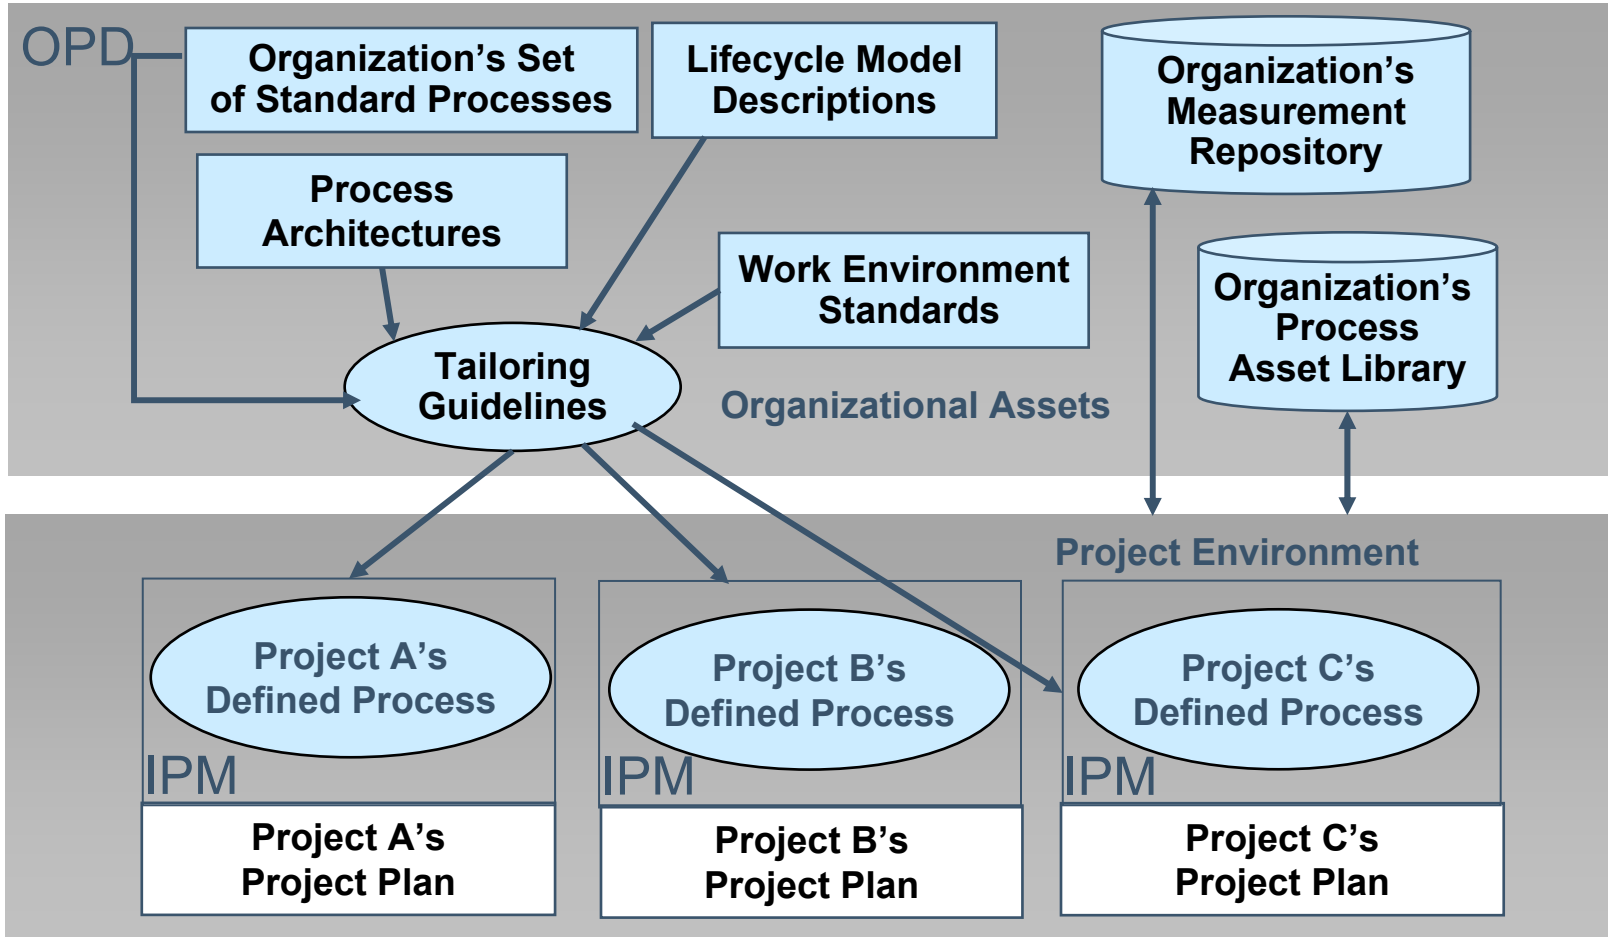 OPD
Organization’s Set
of Standard Processes
Lifecycle Model
Descriptions
Organization’s
Measurement
Repository
Process
Architectures
Work Environment
Standards
Organization’s
Process
Asset Library
Tailoring
Guidelines
Organizational Assets
Project Environment
Project A’s
Defined Process
IPM
Project A’s
Project Plan
Project B’s
Defined Process
IPM
Project B’s
Project Plan
Project C’s
Defined Process
IPM
Project C’s
Project Plan